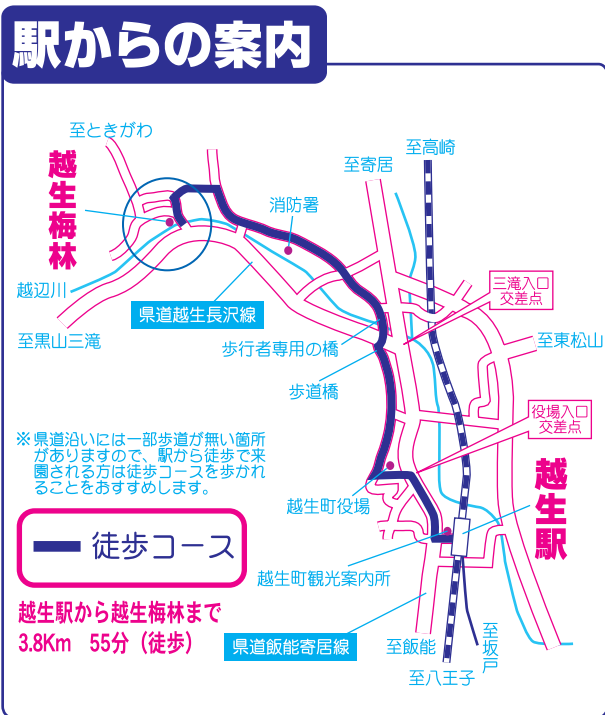 駅からの案内
至ときがわ
越生梅林
至高崎
至寄居
消防署
三滝入口
交差点
越辺川
県道越生長沢線
至黒山三滝
歩行者専用の橋
至東松山
歩道橋
役場入口
交差点
※県道沿いには一部歩道が無い箇所
がありますので、駅から徒歩で来
園される方は徒歩コースを歩かれ
ることをおすすめします。
越生駅
越生町役場
徒歩コース
越生町観光案内所
越生駅から越生梅林まで
3.8Km 55分（徒歩）
県道飯能寄居線
至飯能
至坂戸
至八王子